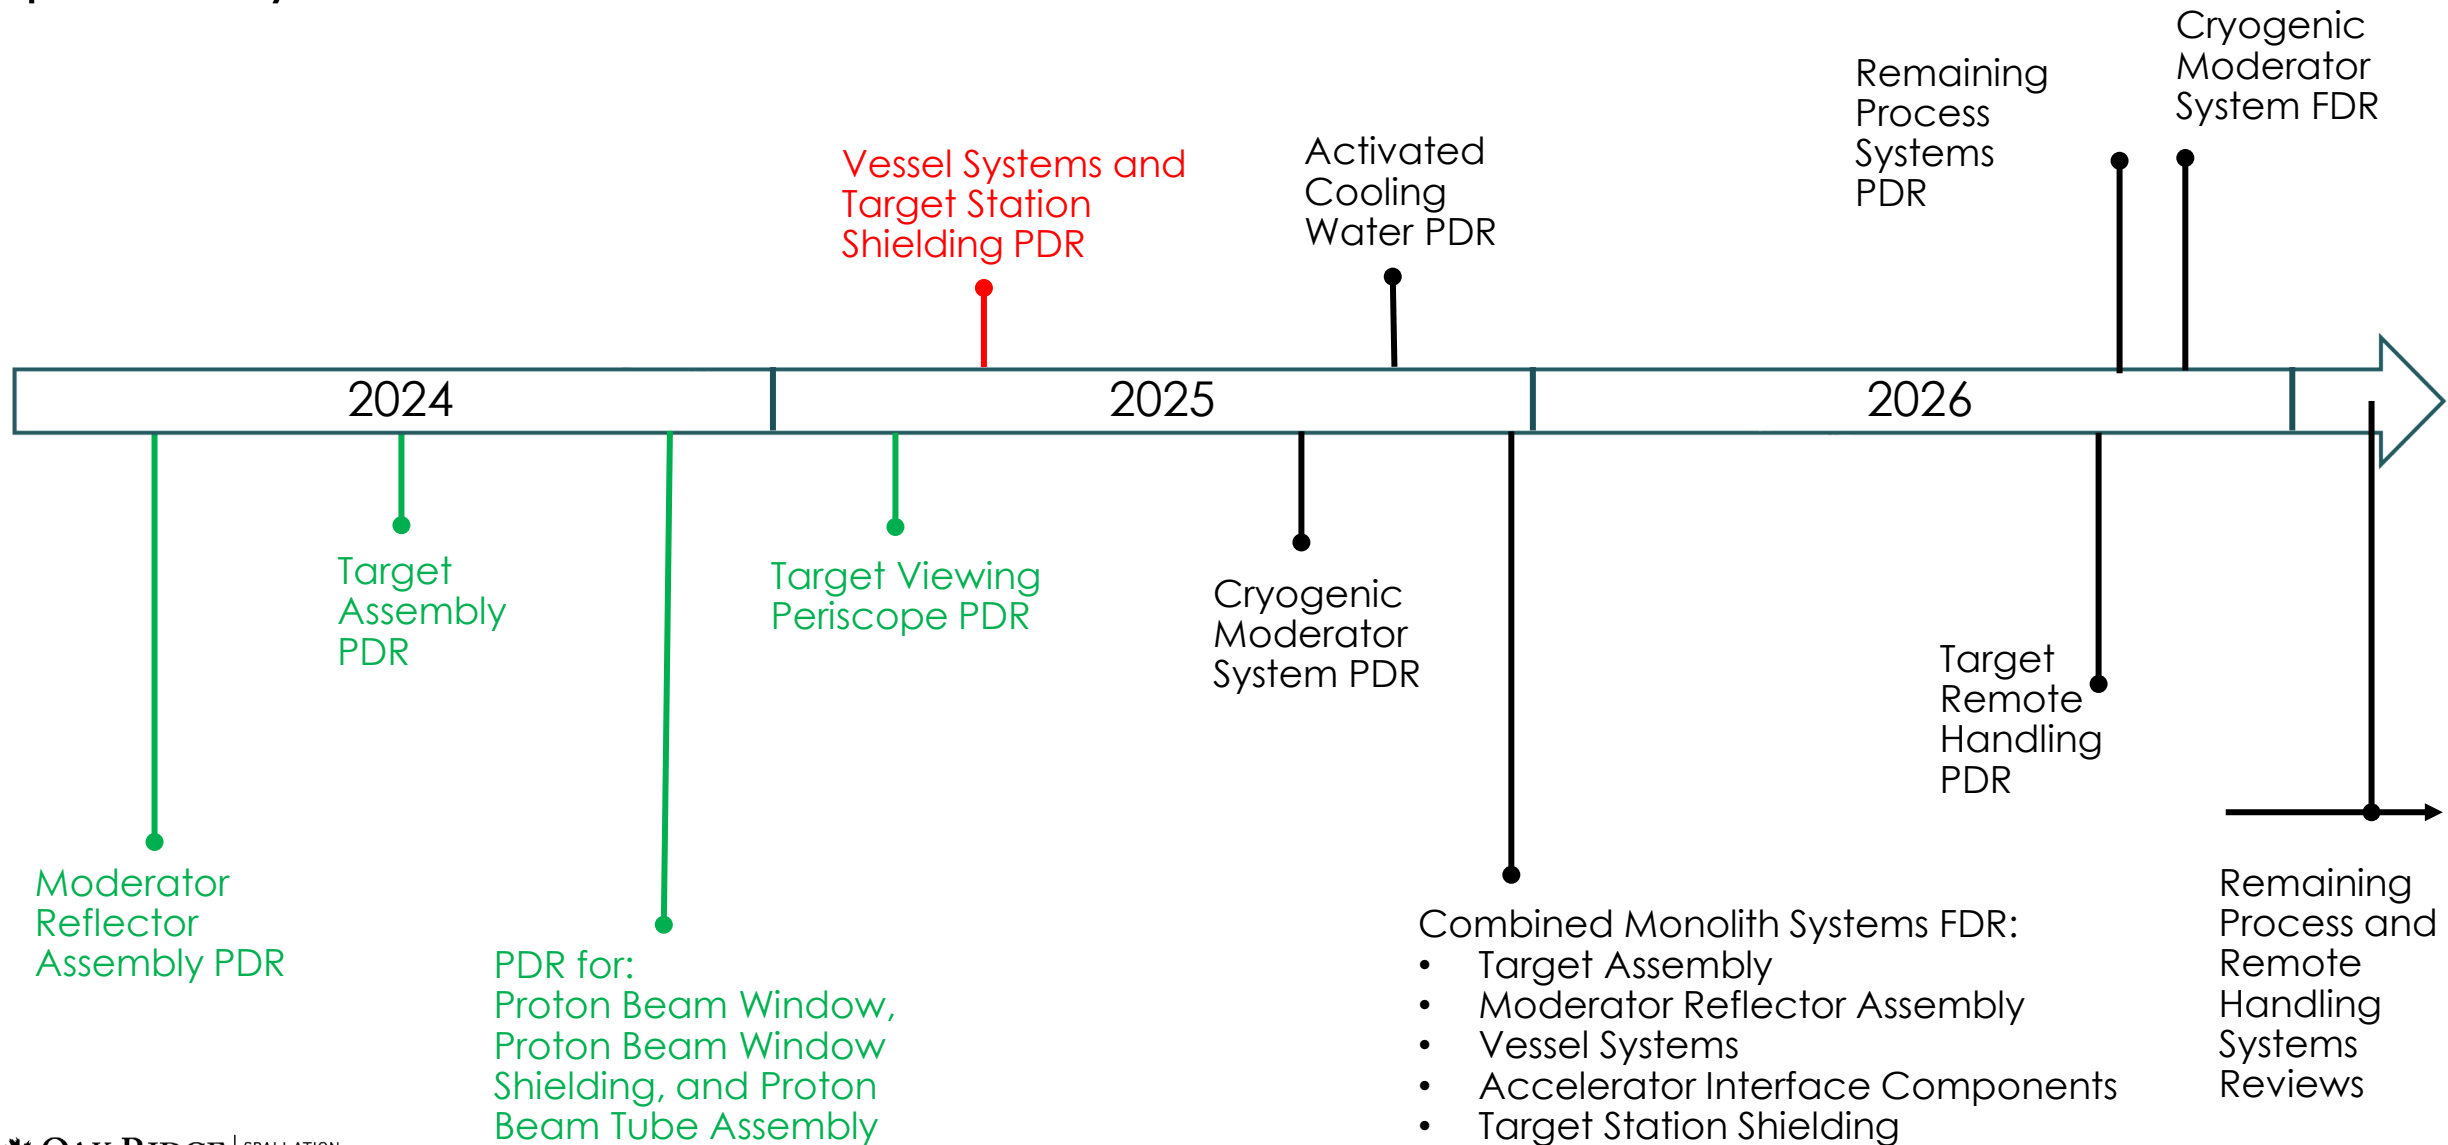 Cryogenic
Moderator
System FDR
Remaining
Process
Systems
PDR
Activated
Cooling
Water PDR
Vessel Systems and
Target Station
Shielding PDR
2024
2025
2026
Target
Assembly
PDR
Target Viewing
Periscope PDR
Cryogenic
Moderator
System PDR
Target
Remote
Handling
PDR
Moderator
Reflector
Assembly PDR
PDR for:
Proton Beam Window,
Proton Beam Window
Shielding, and Proton
Beam Tube Assembly
Combined Monolith Systems FDR:
• Target Assembly
• Moderator Reflector Assembly
• Vessel Systems
• Accelerator Interface Components
• Target Station Shielding
Remaining
Process and
Remote
Handling
Systems
Reviews
OAK RIDGE
SPALLATION